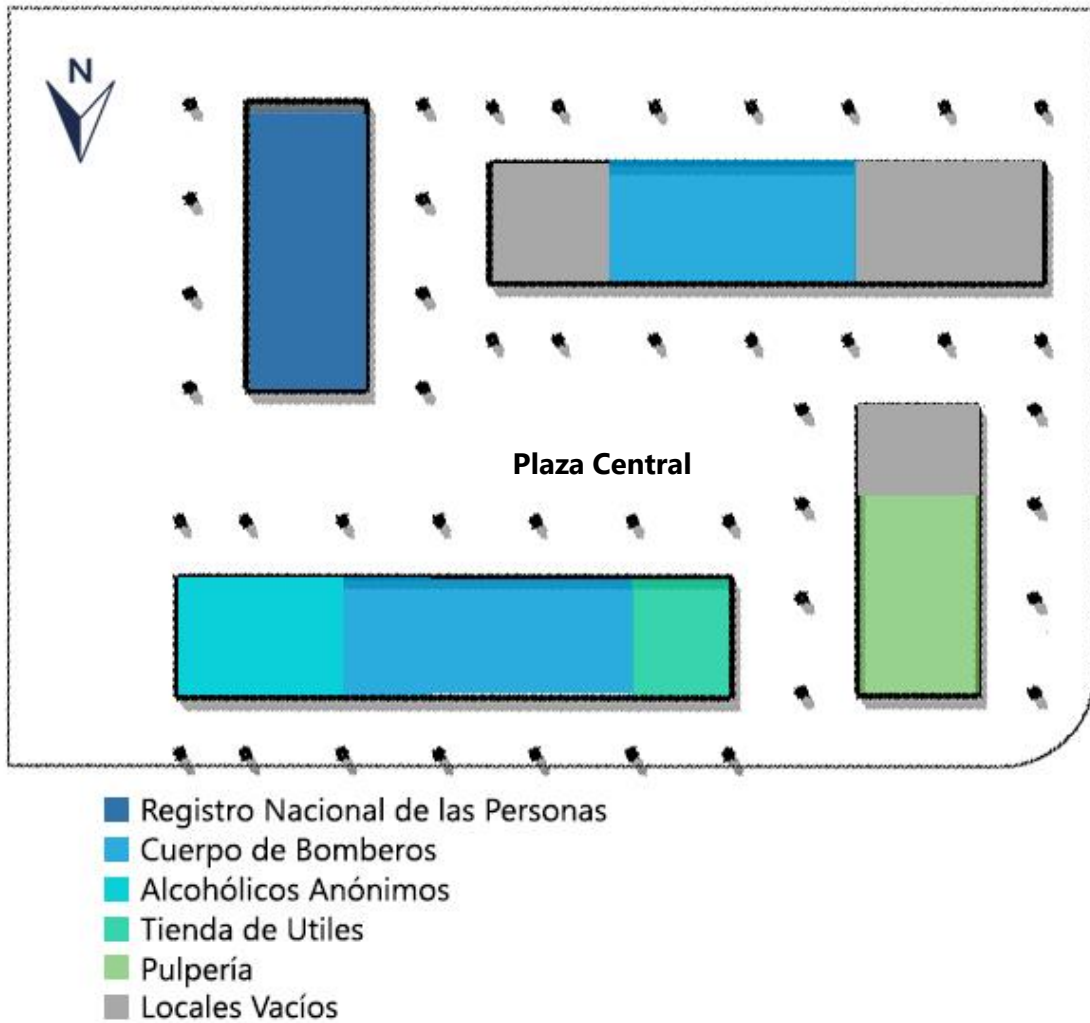 N
Plaza Central
Registro Nacional de las Personas
Cuerpo de Bomberos
Alcohólicos Anónimos
Tienda de Utiles
Pulpería
Locales Vacíos